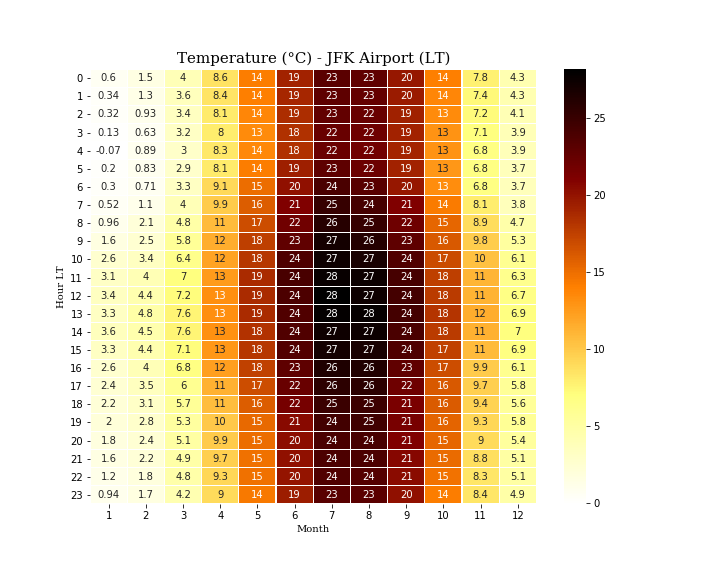 Temperature (°C) - JFK Airport (LT)
0 0.6 1.5 4 8.6 14 19 23 23 20 14 7.8 4.3
1 0.34 1.3 3.6 8.4 14 19 23 23 20 14 7.4 4.3
2 0.32 0.93 3.4 8.1 14 19 23 22 19 13 7.2 4.1
3 0.13 0.63 3.2 8 13 18 22 22 19 13 7.1 3.9
4 -0.07 0.89 3 8.3 14 18 22 22 19 13 6.8 3.9
5 0.2 0.83 2.9 8.1 14 19 23 22 19 13 6.8 3.7
6 0.3 0.71 3.3 9.1 15 20 24 23 20 13 6.8 3.7
7 0.52 1.1 4 9.9 16 21 25 24 21 14 8.1 3.8
8 0.96 2.1 4.8 11 17 22 26 25 22 15 8.9 4.7
9 1.6 2.5 5.8 12 18 23 27 26 23 16 9.8 5.3
10 2.6 3.4 6.4 12 18 24 27 27 24 17 10 6.1
11 3.1 4 7 13 19 24 28 27 24 18 11 6.3
12 3.4 4.4 7.2 13 19 24 28 27 24 18 11 6.7
13 3.3 4.8 7.6 13 19 24 28 28 24 18 12 6.9
14 3.6 4.5 7.6 13 18 24 27 27 24 18 11 7
15 3.3 4.4 7.1 13 18 24 27 27 24 17 11 6.9
16 2.6 4 6.8 12 18 23 26 26 23 17 9.9 6.1
17 2.4 3.5 6 11 17 22 26 26 22 16 9.7 5.8
18 2.2 3.1 5.7 11 16 22 25 25 21 16 9.4 5.6
19 2 2.8 5.3 10 15 21 24 24 21 16 9.3 5.8
20 1.8 2.4 5.1 9.9 15 20 24 24 21 15 9 5.4
21 1.6 2.2 4.9 9.7 15 20 24 24 21 15 8.8 5.1
22 1.2 1.8 4.8 9.3 15 20 24 24 21 15 8.3 5.1
23 0.94 1.7 4.2 9 14 19 23 23 20 14 8.4 4.9
1 2 3 4 5 6 7 8 9 10 11 12
Month
Hour LT
25
20
15
10
5
0